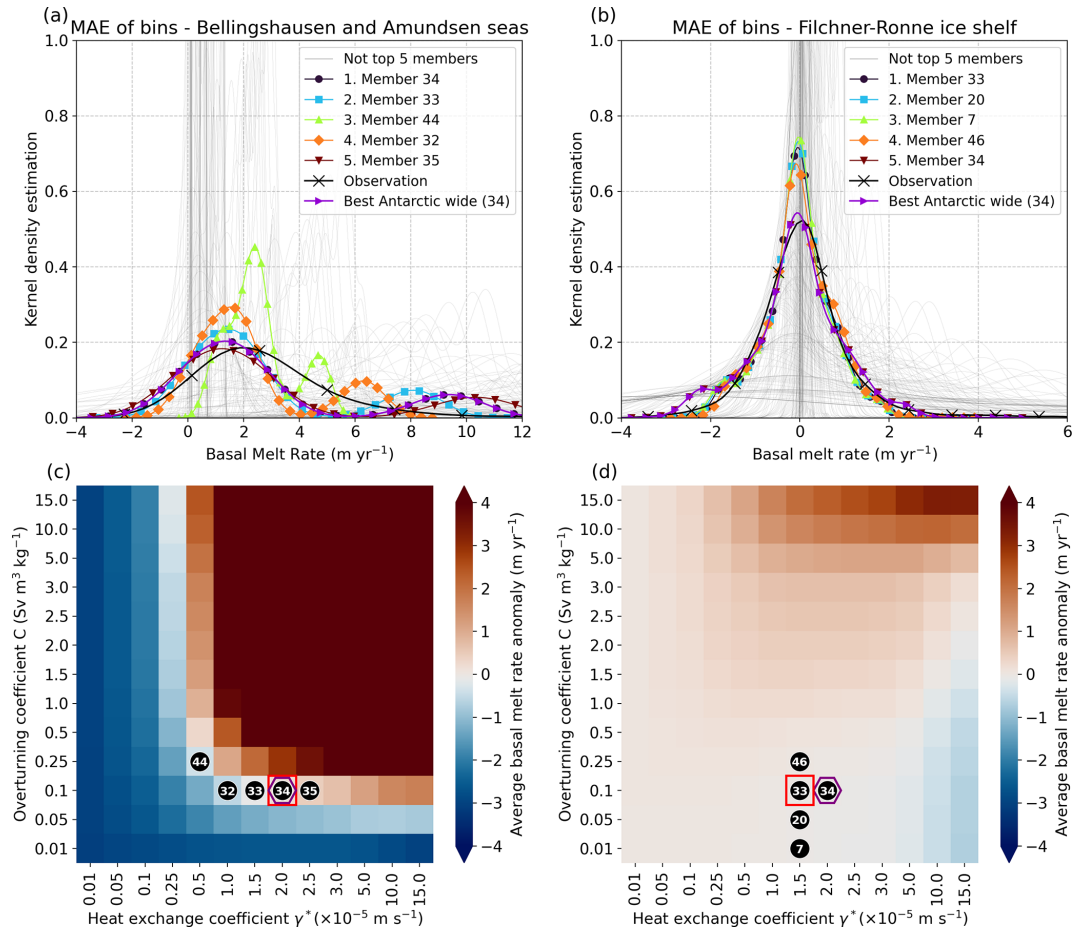 (a)
MAE of bins - Bellingshausen and Amundsen seas
1.0
0.8
0.6
0.4
0.2
0.0
Kernel density estimation
Not top 5 members
1. Member 34
2. Member 33
3. Member 44
4. Member 32
5. Member 35
Observation
Best Antarctic wide (34)
−4 −2 0 2 4 6 8 10 12
Basal Melt Rate (m yr⁻¹)
(b)
MAE of bins - Filchner-Ronne ice shelf
1.0
0.8
0.6
0.4
0.2
0.0
Kernel density estimation
Not top 5 members
1. Member 33
2. Member 20
3. Member 7
4. Member 46
5. Member 34
Observation
Best Antarctic wide (34)
−4 −2 0 2 4 6
Basal melt rate (m yr⁻¹)
(c)
15.0
10.0
5.0
3.0
2.5
2.0
1.5
1.0
0.5
0.25
0.1
0.05
0.01
Overturning coefficient C (Sv m³ kg⁻¹)
44
32 33 34 35
0.01 0.05 0.1 0.25 0.5 1.0 1.5 2.0 2.5 3.0 5.0 10.0 15.0
Heat exchange coefficient γ* (×10⁻⁵ m s⁻¹)
4
3
2
1
0
−1
−2
−3
−4
Average basal melt rate anomaly (m yr⁻¹)
(d)
15.0
10.0
5.0
3.0
2.5
2.0
1.5
1.0
0.5
0.25
0.1
0.05
0.01
Overturning coefficient C (Sv m³ kg⁻¹)
46
33 34
20
7
0.01 0.05 0.1 0.25 0.5 1.0 1.5 2.0 2.5 3.0 5.0 10.0 15.0
Heat exchange coefficient γ* (×10⁻⁵ m s⁻¹)
4
3
2
1
0
−1
−2
−3
−4
Average basal melt rate anomaly (m yr⁻¹)